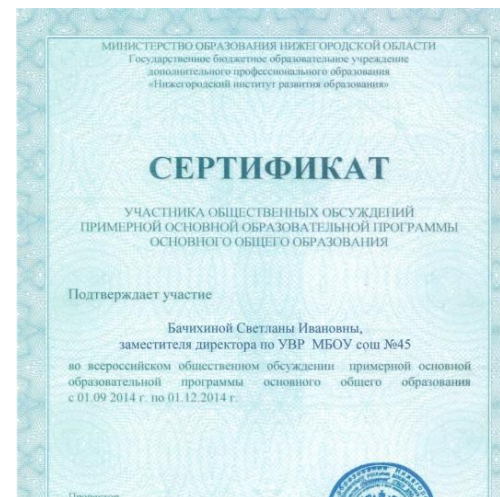 МИНИСТЕРСТВО ОБРАЗОВАНИЯ НИЖЕГОРОДСКОЙ ОБЛАСТИ
Государственное бюджетное образовательное учреждение
дополнительного профессионального образования
«Нижегородский институт развития образования»
СЕРТИФИКАТ
УЧАСТНИКА ОБЩЕСТВЕННЫХ ОБСУЖДЕНИЙ
ПРИМЕРНОЙ ОСНОВНОЙ ОБРАЗОВАТЕЛЬНОЙ ПРОГРАММЫ
ОСНОВНОГО ОБЩЕГО ОБРАЗОВАНИЯ
Подтверждает участие
Бачихиной Светланы Ивановны,
заместителя директора по УВР МБОУ сош №45
во всероссийском общественном обсуждении примерной основной
образовательной программы основного общего образования
с 01.09 2014 г. по 01.12.2014 г.